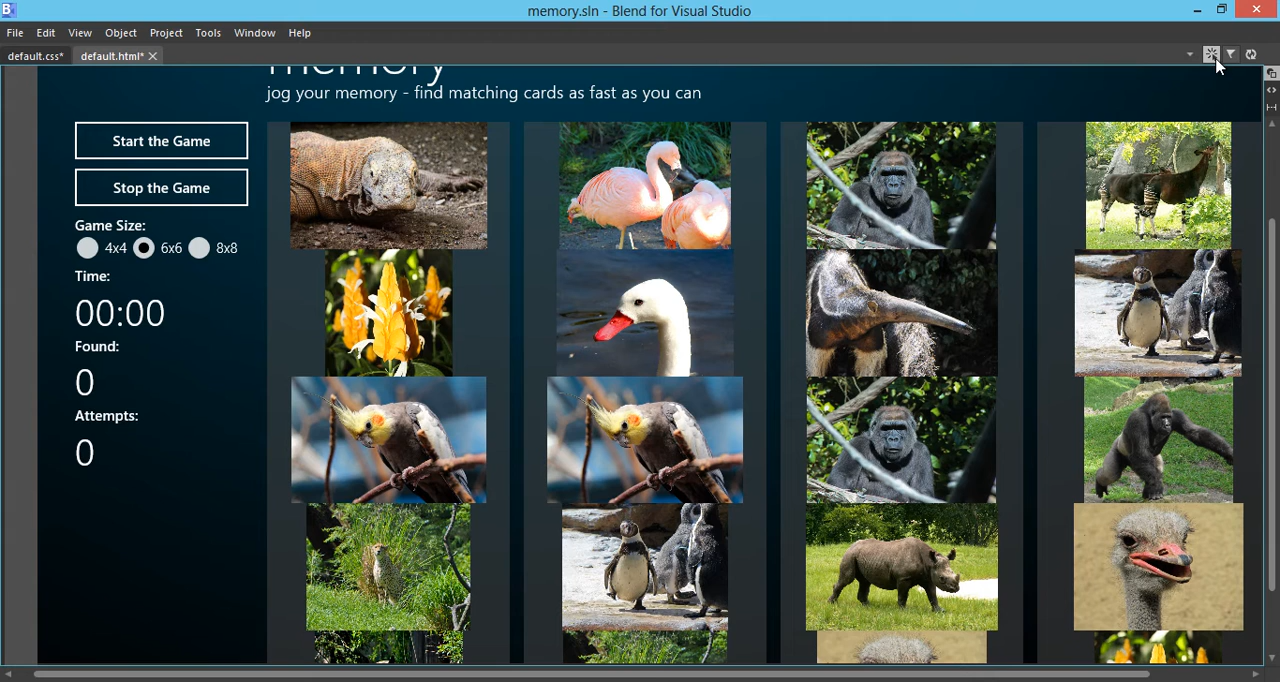 memory.sln - Blend for Visual Studio
File Edit View Object Project Tools Window Help
default.css* default.html*
memory
jog your memory - find matching cards as fast as you can
Start the Game
Stop the Game
Game Size:
4x4 6x6 8x8
Time:
00:00
Found:
0
Attempts:
0